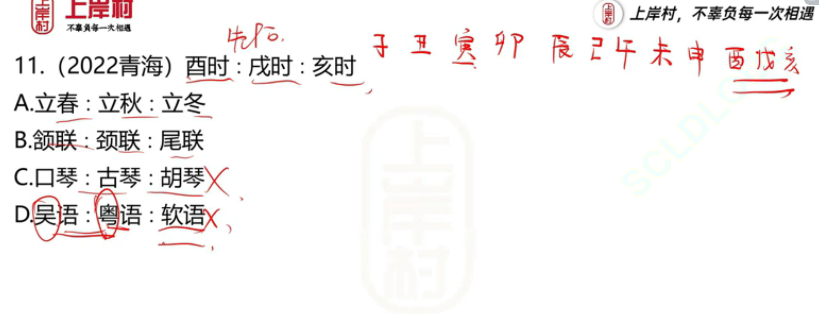 上岸村
不辜负每一次相遇
上岸村，不辜负每一次相遇
先后。
子 丑 寅 卯 辰 巳 午 未 申 酉 戌 亥
11.（2022青海）酉时 : 戌时 : 亥时
A.立春 : 立秋 : 立冬
B.颔联 : 颈联 : 尾联
C.口琴 : 古琴 : 胡琴
D.吴语 : 粤语 : 软语
上岸村